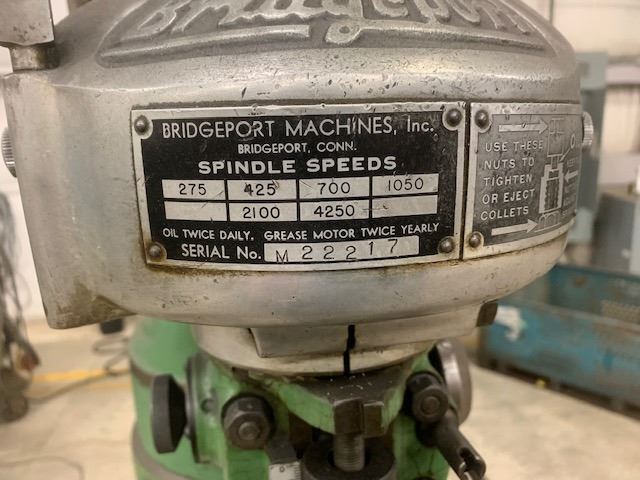 Bridgeport
BRIDGEPORT MACHINES, Inc.
BRIDGEPORT, CONN.
SPINDLE SPEEDS
275 425 700 1050
2100 4250
OIL TWICE DAILY. GREASE MOTOR TWICE YEARLY
SERIAL No. M 22217
USE THESE
NUTS TO
TIGHTEN
OR EJECT
COLLETS